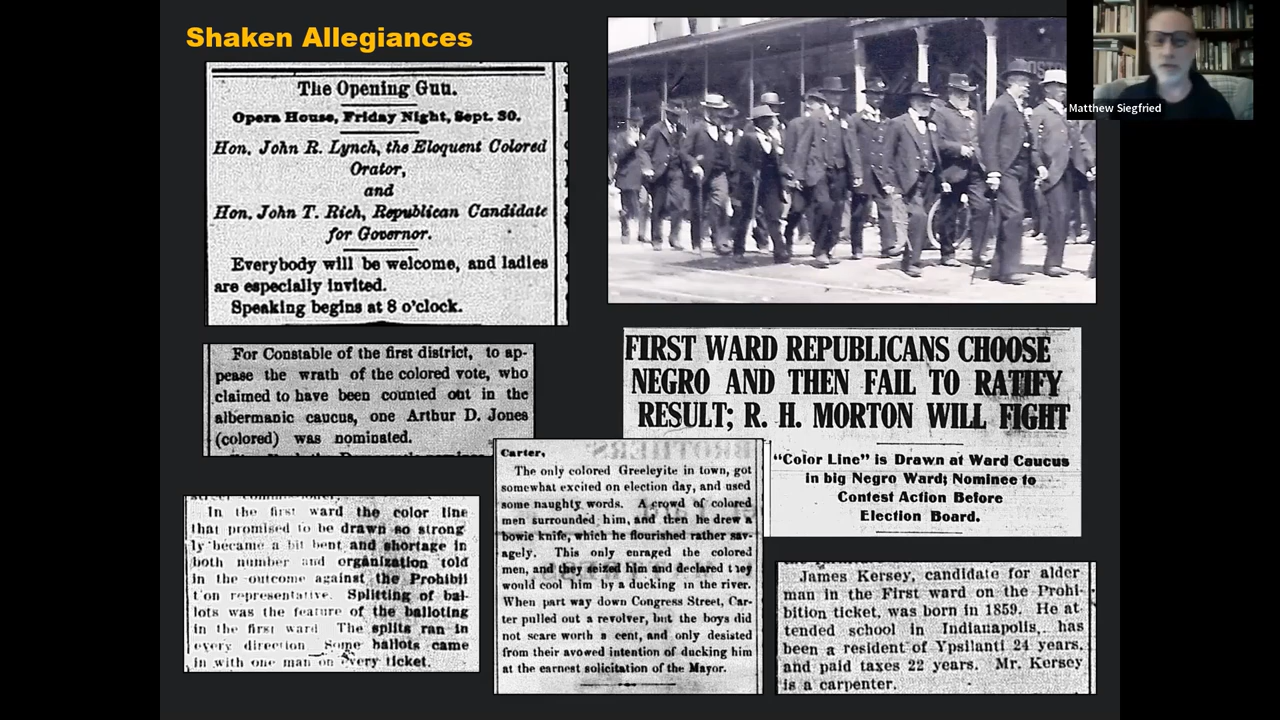 Shaken Allegiances
The Opening Gun.
Opera House, Friday Night, Sept. 30.
Hon. John R. Lynch, the Eloquent Colored
Orator,
and
Hon. John T. Rich, Republican Candidate
for Governor.
Everybody will be welcome, and ladies
are especially invited.
Speaking begins at 8 o'clock.
For Constable of the first district, to ap-
pease the wrath of the colored vote, who
claimed to have been counted out in the
albermanic caucus, one Arthur D. Jones
(colored) was nominated.
In the first ward the color line
that promised to be drawn so strong
ly became a bit bent and shortage in
both number and organization told
in the outcome against the Prohibit
t'on representative. Splitting of bal-
lots was the feature of the balloting
in the first ward The splits ran in
every direction Some ballots came
in with one man on every ticket.
Carter,
The only colored Greeleyite in town, got
somewhat excited on election day, and used
some naughty words. A crowd of colored
men surrounded him, and then he drew a
bowie knife, which he flourished rather sav-
agely. This only enraged the colored
men, and they seized him and declared they
would cool him by a ducking in the river.
When part way down Congress Street, Car-
ter pulled out a revolver, but the boys did
not scare worth a cent, and only desisted
from their avowed intention of ducking him
at the earnest solicitation of the Mayor.
FIRST WARD REPUBLICANS CHOOSE
NEGRO AND THEN FAIL TO RATIFY
RESULT; R. H. MORTON WILL FIGHT
"Color Line" is Drawn at Ward Caucus
in big Negro Ward; Nominee to
Contest Action Before
Election Board.
James Kersey, candidate for alder
man in the First ward on the Prohi-
bition ticket, was born in 1859. He at
tended school in Indianapolis, has
been a resident of Ypsilanti 24 years,
and paid taxes 22 years. Mr. Kersey
is a carpenter.
Matthew Siegfried